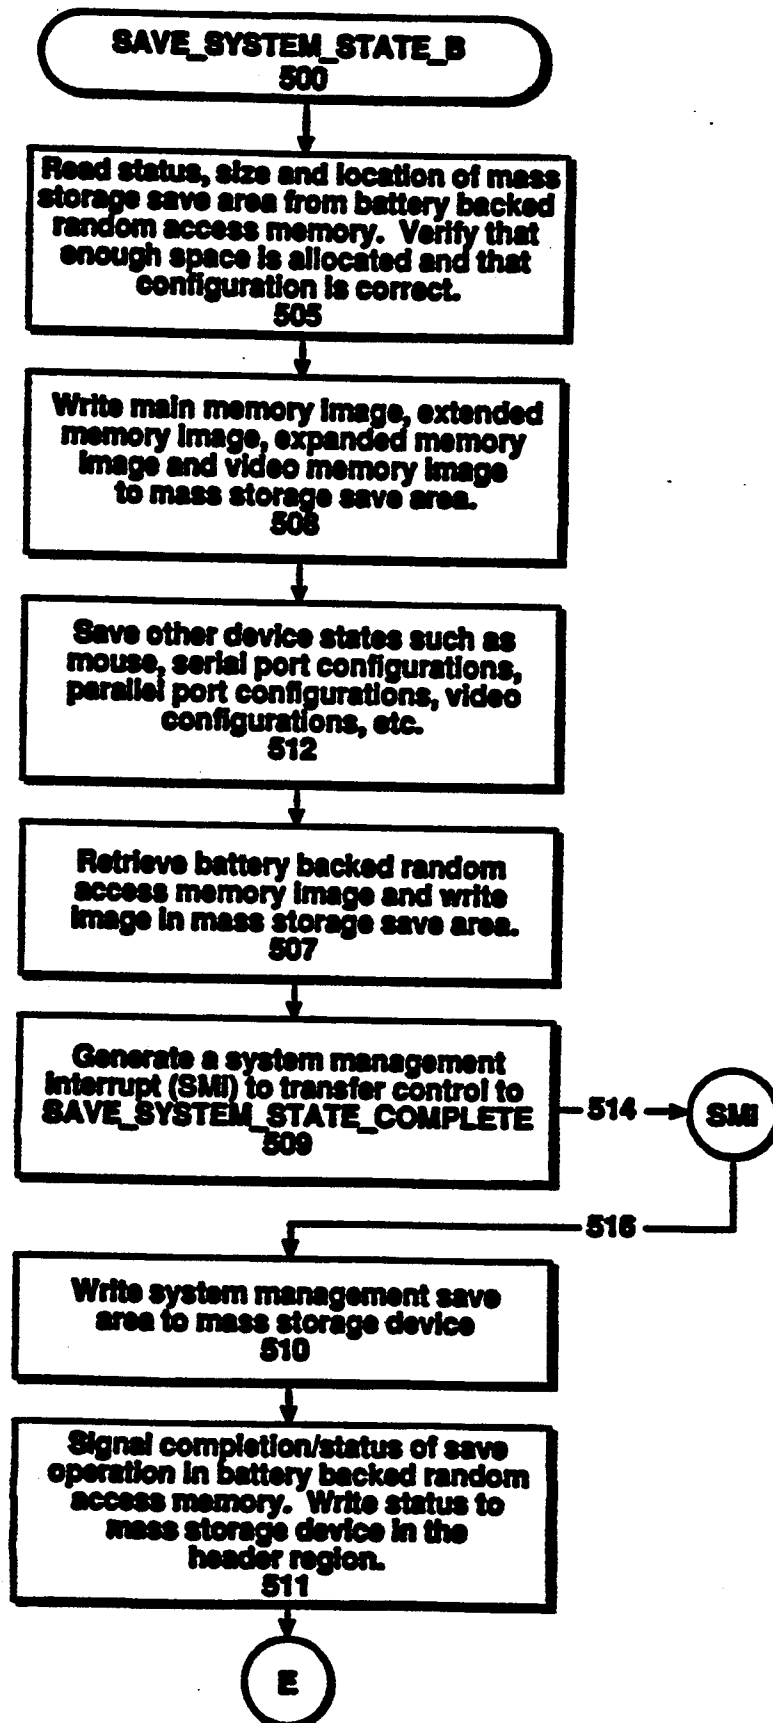 SAVE_SYSTEM_STATE_B
500
Read status, size and location of mass
storage save area from battery backed
random access memory. Verify that
enough space is allocated and that
configuration is correct.
505
Write main memory image, extended
memory image, expanded memory
image and video memory image
to mass storage save area.
508
Save other device states such as
mouse, serial port configurations,
parallel port configurations, video
configurations, etc.
512
Retrieve battery backed random
access memory image and write
image in mass storage save area.
507
Generate a system management
interrupt (SMI) to transfer control to
SAVE_SYSTEM_STATE_COMPLETE
509
514
SMI
516
Write system management save
area to mass storage device
510
Signal completion/status of save
operation in battery backed random
access memory. Write status to
mass storage device in the
header region.
511
E